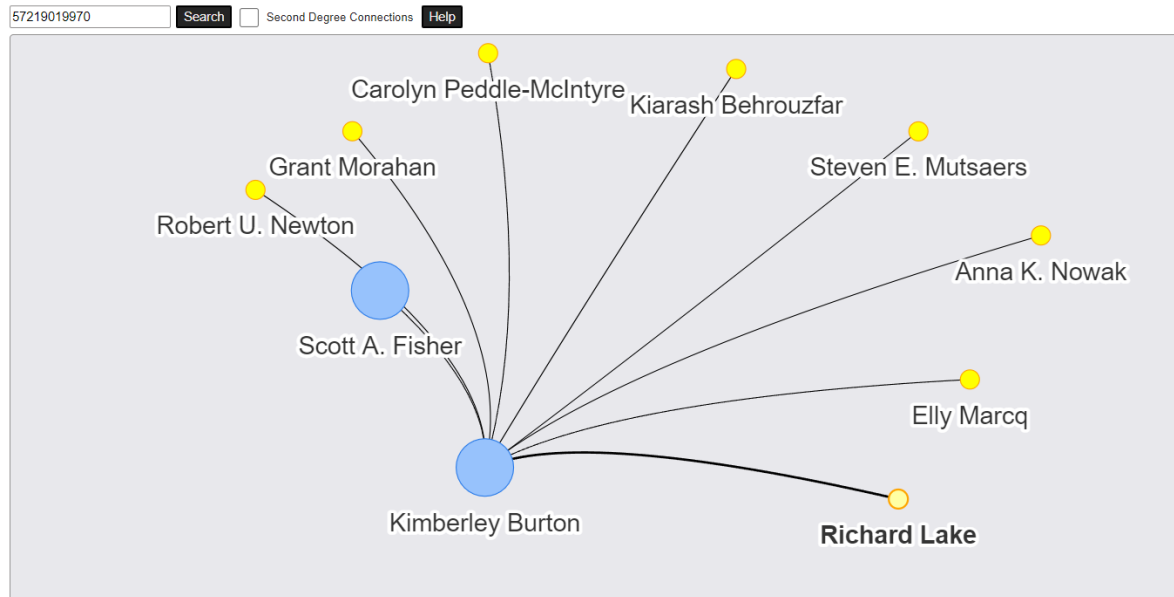 57219019970 Search Second Degree Connections Help
Carolyn Peddle-McIntyre
Kiarash Behrouzfar
Grant Morahan
Steven E. Mutsaers
Robert U. Newton
Anna K. Nowak
Scott A. Fisher
Elly Marcq
Kimberley Burton
Richard Lake